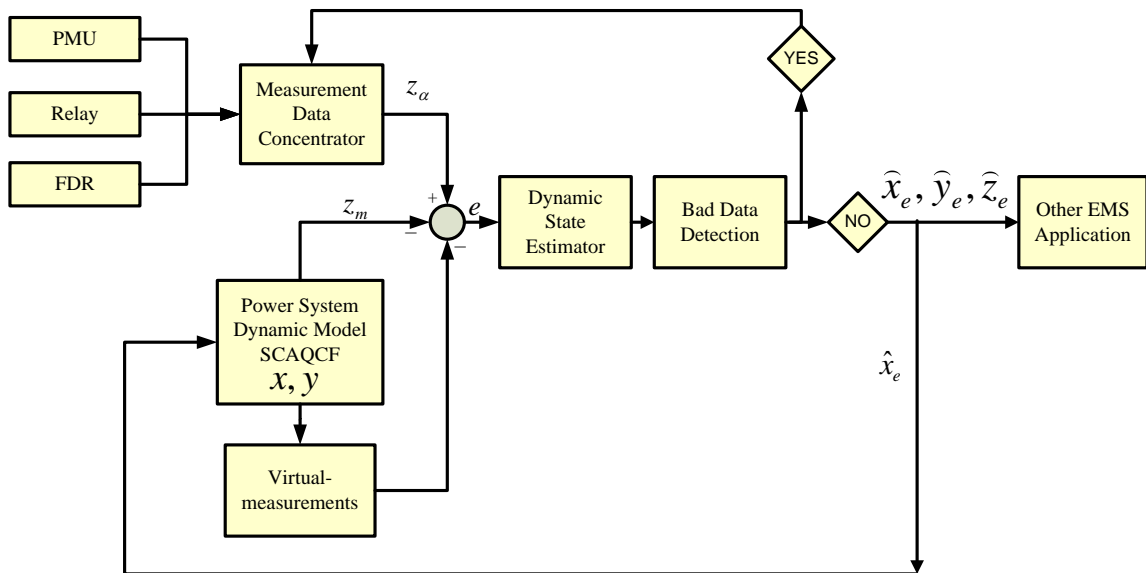 PMU
Relay
FDR
Measurement
Data
Concentrator
YES
z_α
+
z_m
−
−
e
Dynamic
State
Estimator
Bad Data
Detection
NO
x̂_e, ŷ_e, ẑ_e
Other EMS
Application
Power System
Dynamic Model
SCAQCF
x, y
x̂_e
Virtual-
measurements